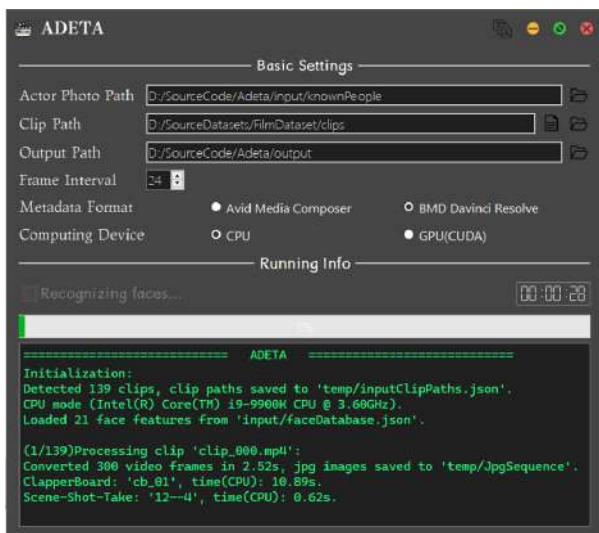 ADETA
Basic Settings
Actor Photo Path D:/SourceCode/Adeta/input/knownPeople
Clip Path D:/SourceDatasets/FilmDataset/clips
Output Path D:/SourceCode/Adeta/output
Frame Interval 24
Metadata Format Avid Media Composer BMD Davinci Resolve
Computing Device CPU GPU(CUDA)
Running Info
Recognizing faces... 00:00:28
============================ ADETA ============================
Initialization:
Detected 139 clips, clip paths saved to 'temp/inputClipPaths.json'.
CPU mode (Intel(R) Core(TM) i9-9900K CPU @ 3.60GHz).
Loaded 21 face features from 'input/faceDatabase.json'.
(1/139)Processing clip 'clip_000.mp4':
Converted 300 video frames in 2.52s, jpg images saved to 'temp/JpgSequence'.
ClapperBoard: 'cb_01', time(CPU): 10.89s.
Scene-Shot-Take: '12--4', time(CPU): 0.62s.